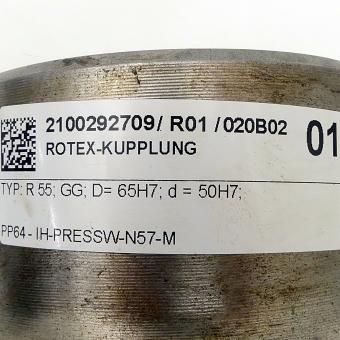 2100292709/ R01 /020B02
ROTEX-KUPPLUNG
01
TYP: R 55; GG; D= 65H7; d = 50H7;
PP64 - IH-PRESSW-N57-M